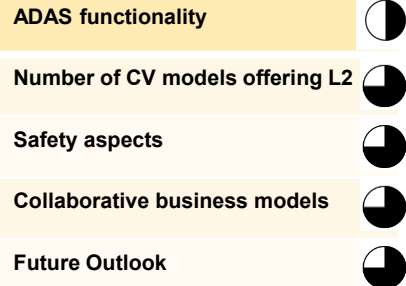 ADAS functionality
Number of CV models offering L2
Safety aspects
Collaborative business models
Future Outlook